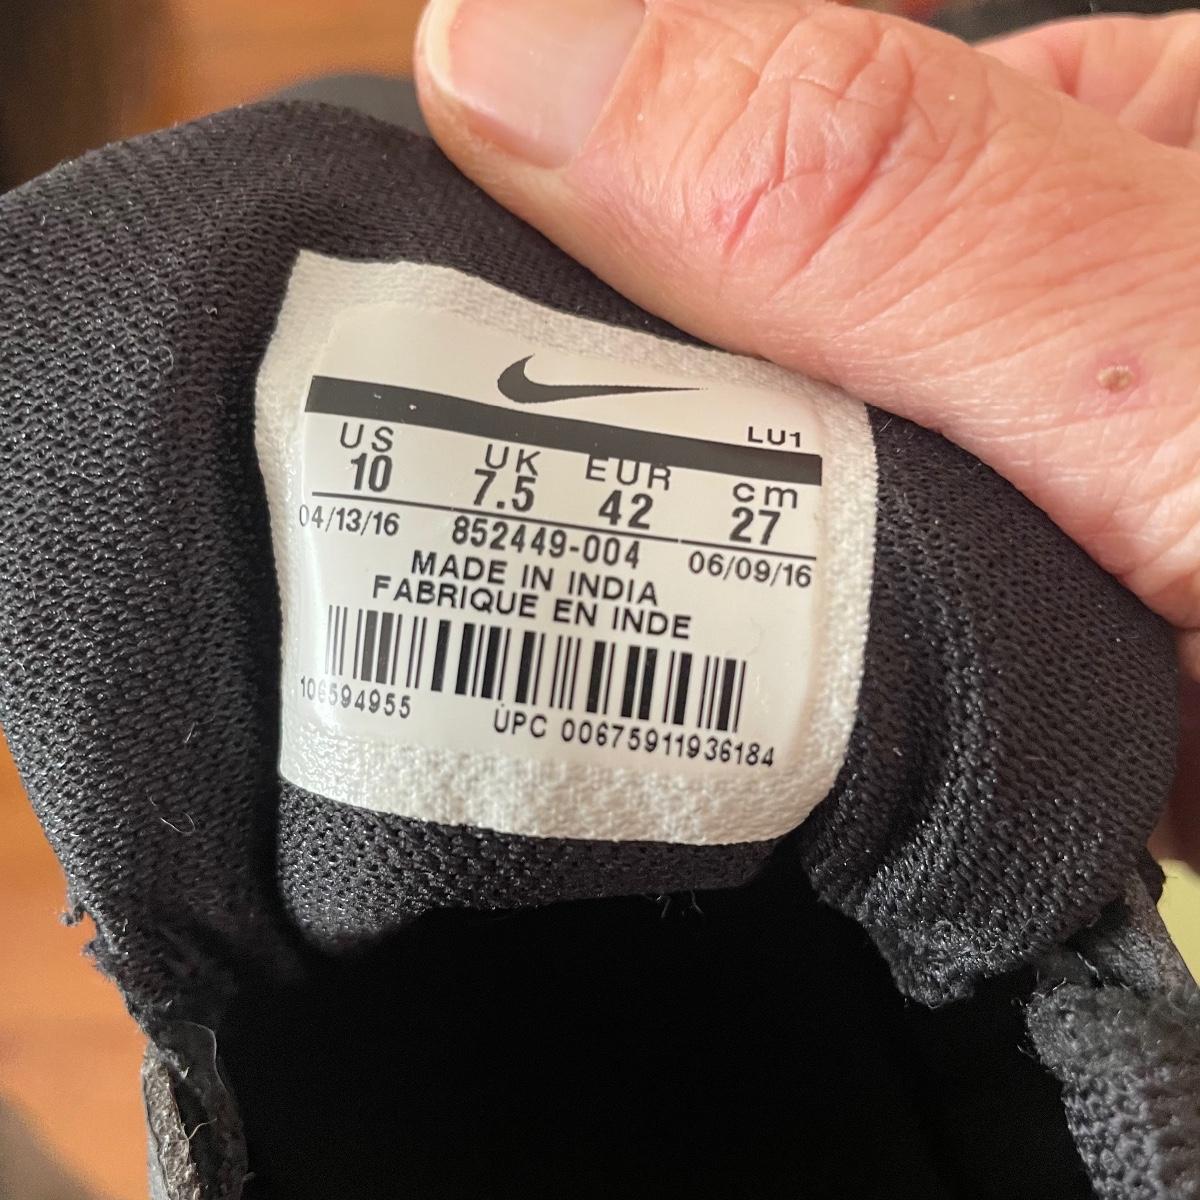 LU1
US UK EUR cm
10 7.5 42 27
04/13/16 852449-004 06/09/16
MADE IN INDIA
FABRIQUE EN INDE
106594955
UPC 00675911936184